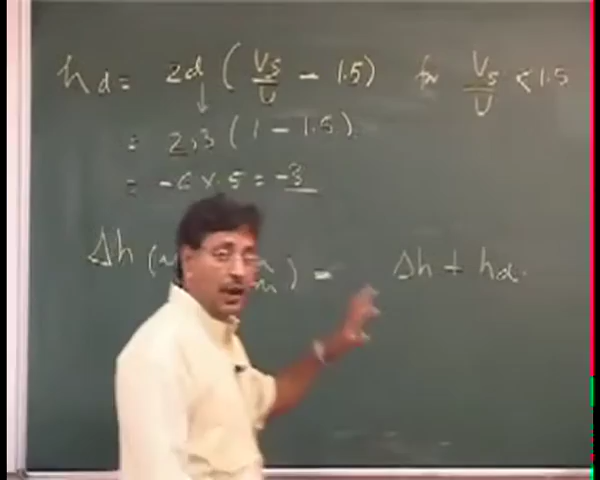 hd = 2d ( Vs/U − 1.5 ) for Vs/U < 1.5
= 2.3 ( 1 − 1.5 ).
= −6 × .5 = −3
Δh ( ) = Δh + hd.